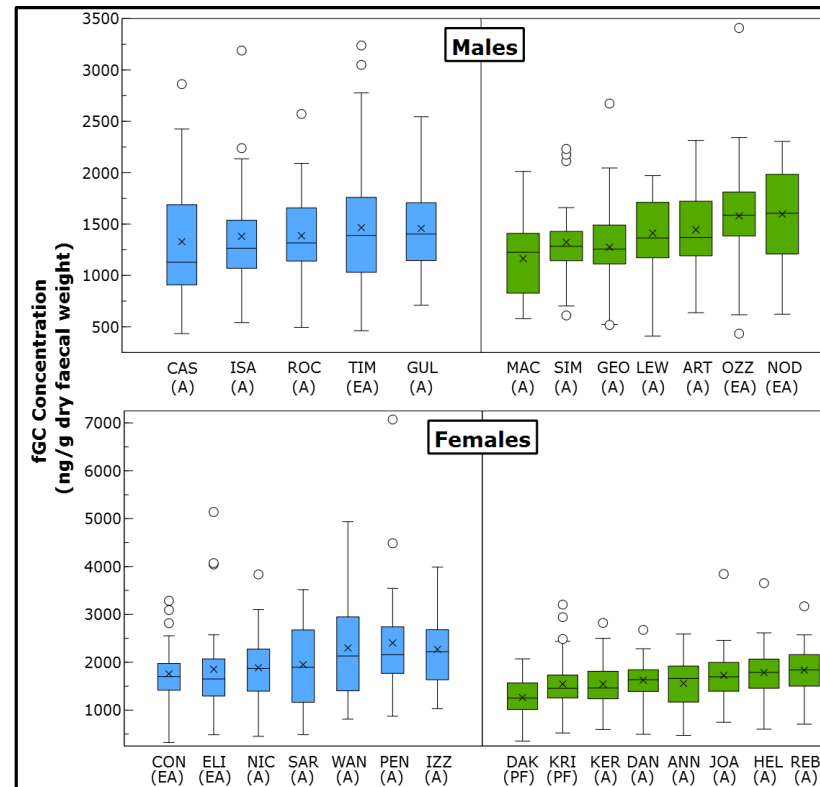 fGC Concentration
(ng/g dry faecal weight)
Males
3500
3000
2500
2000
1500
1000
500
CAS ISA ROC TIM GUL MAC SIM GEO LEW ART OZZ NOD
(A) (A) (A) (EA) (A) (A) (A) (A) (A) (A) (EA) (EA)
Females
7000
6000
5000
4000
3000
2000
1000
CON ELI NIC SAR WAN PEN IZZ DAK KRI KER DAN ANN JOA HEL REB
(EA) (EA) (A) (A) (A) (A) (A) (PF) (PF) (A) (A) (A) (A) (A) (A)